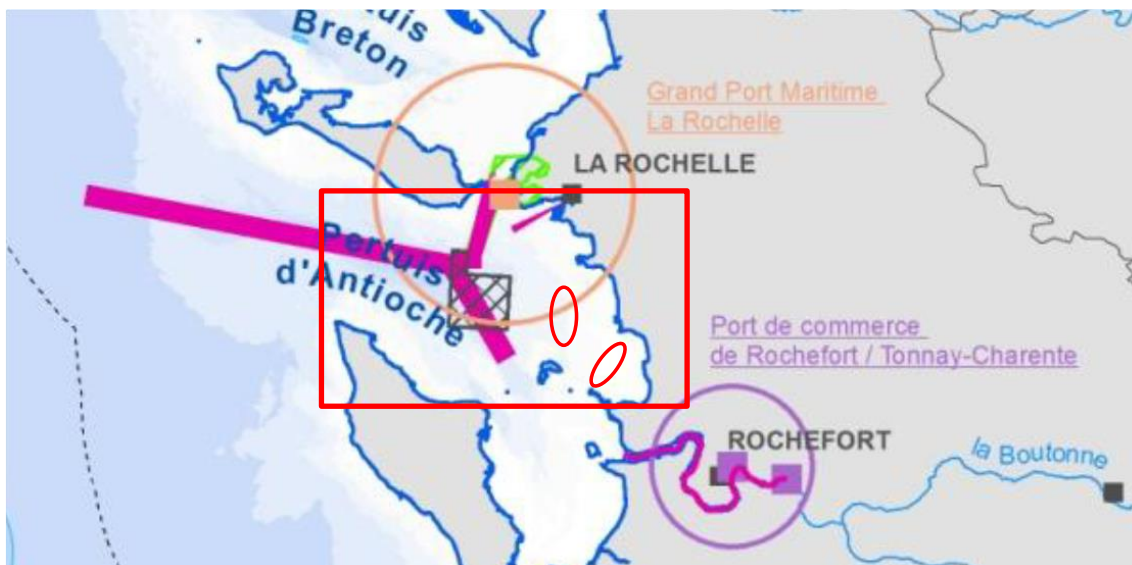 Breton
Grand Port Maritime
La Rochelle
LA ROCHELLE
Pertuis
d'Antioche
Port de commerce
de Rochefort / Tonnay-Charente
ROCHEFORT
la Boutonne